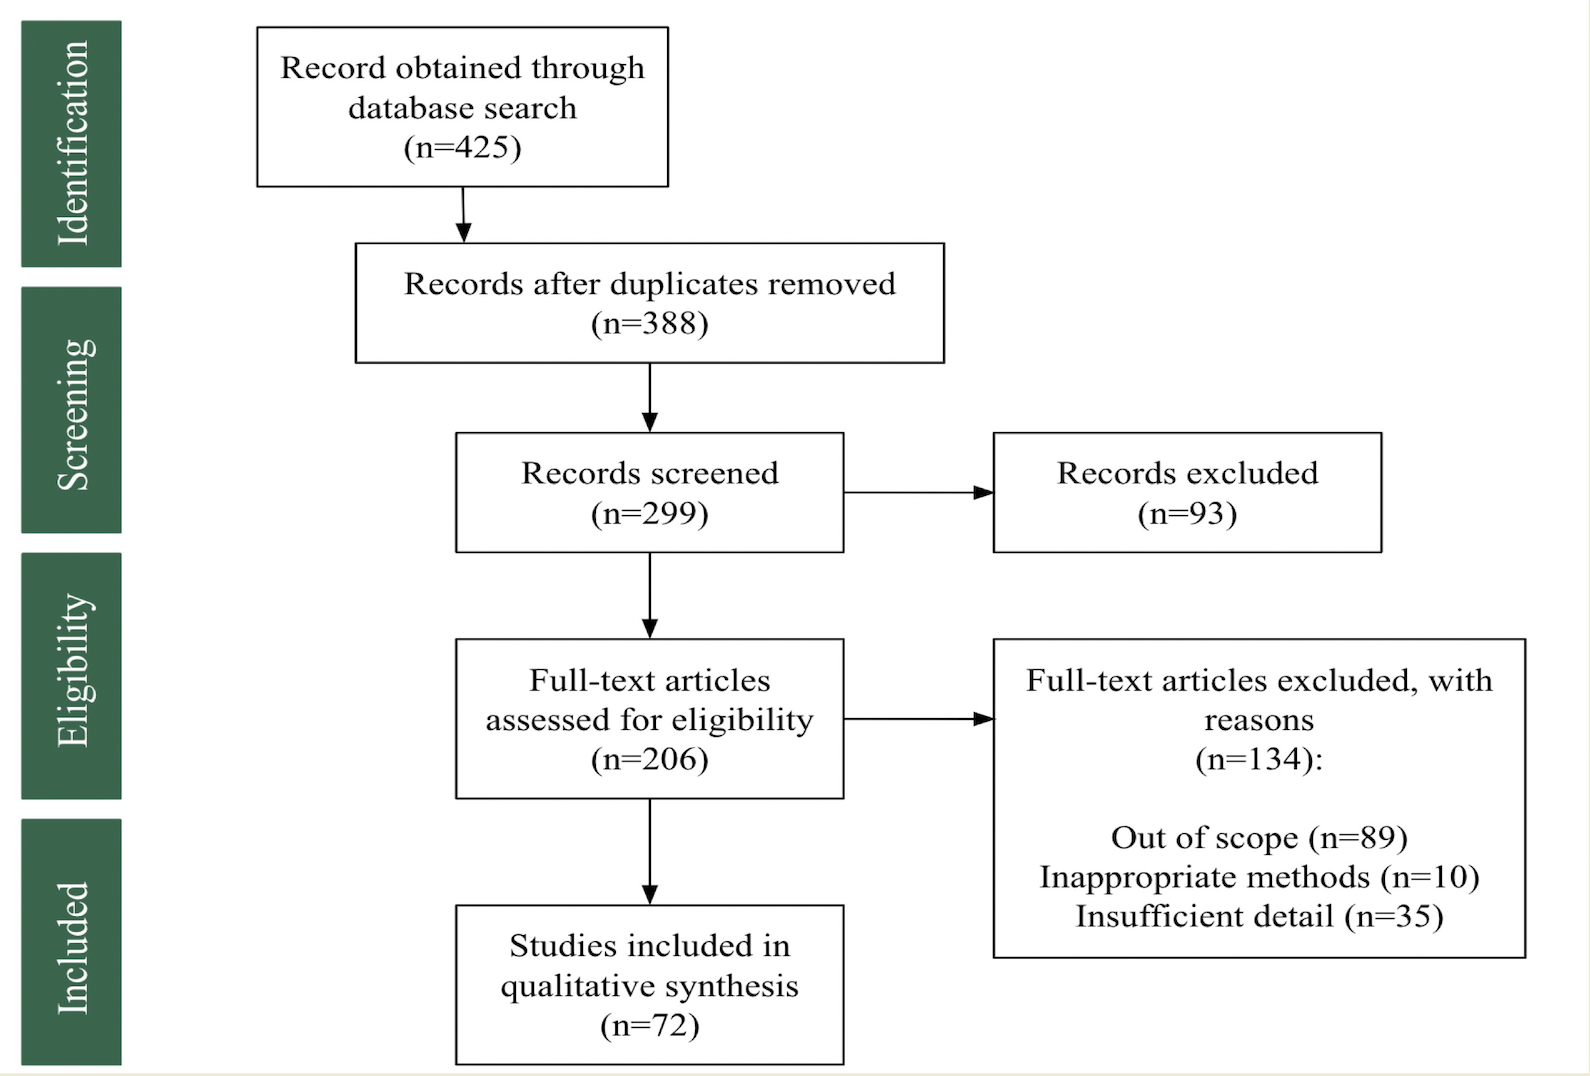 Identification
Record obtained through
database search
(n=425)
Records after duplicates removed
(n=388)
Screening
Records screened
(n=299)
Records excluded
(n=93)
Eligibility
Full-text articles
assessed for eligibility
(n=206)
Full-text articles excluded, with
reasons
(n=134):
Out of scope (n=89)
Inappropriate methods (n=10)
Insufficient detail (n=35)
Included
Studies included in
qualitative synthesis
(n=72)